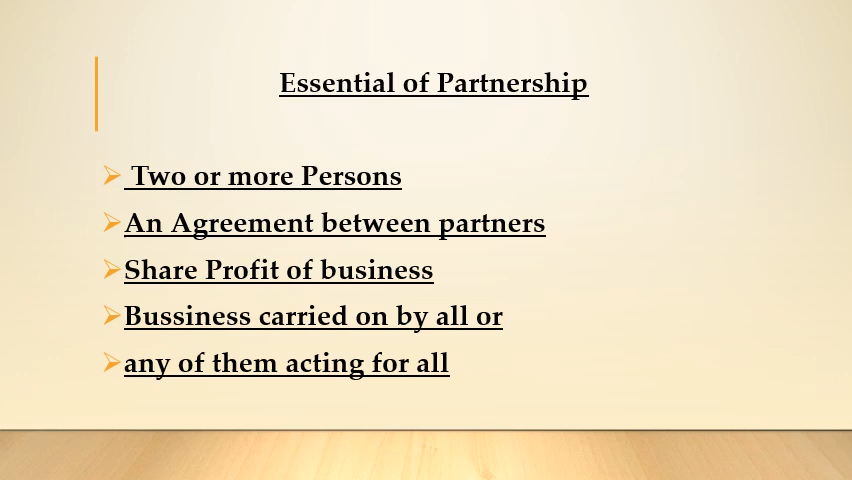 Essential of Partnership
➢ Two or more Persons
➢An Agreement between partners
➢Share Profit of business
➢Bussiness carried on by all or
➢any of them acting for all